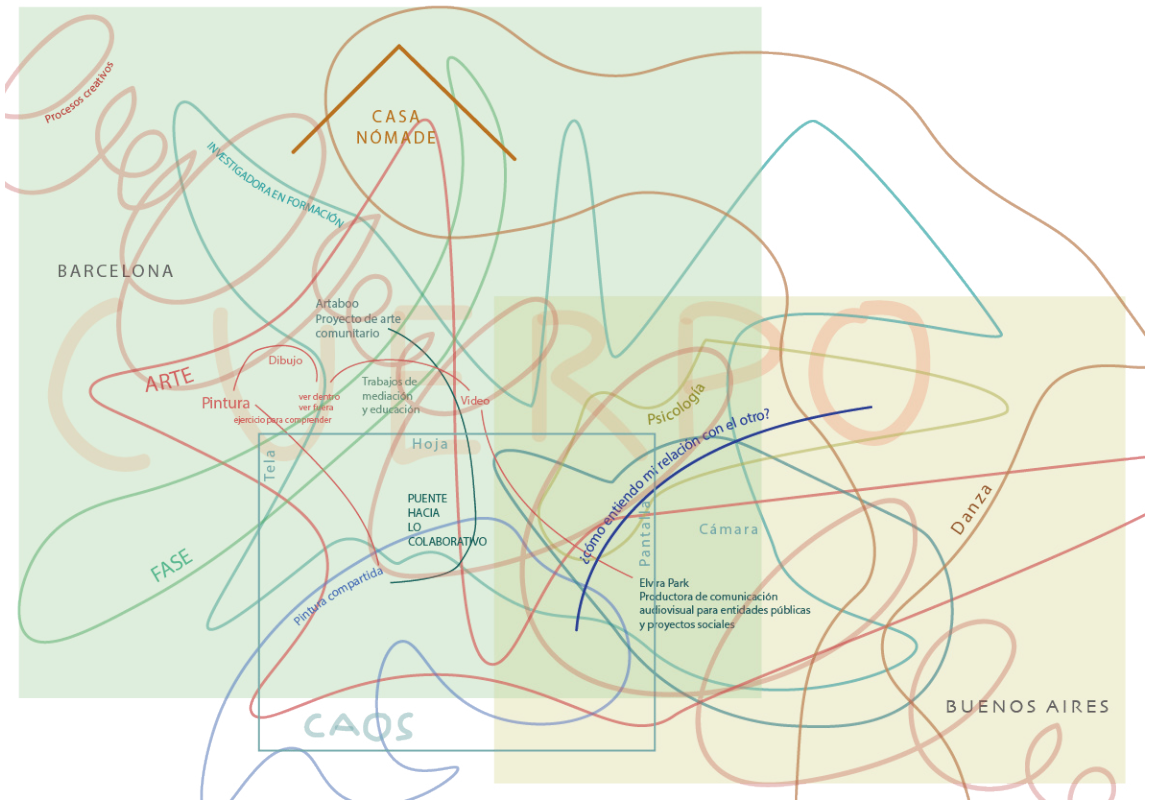 Procesos creativos
CASA
NÓMADE
INVESTIGADORA EN FORMACIÓN
BARCELONA
CUERPO
Artaboo
Proyecto de arte
comunitario
Dibujo
ARTE
Pintura
ver dentro
ver fuera
ejercicio para comprender
Trabajos de
mediación
y educación
Video
Psicología
¿cómo entiendo mi relación con el otro?
Hoja
Tela
PUENTE
HACIA
LO
COLABORATIVO
Pantalla
Cámara
Danza
FASE
Pintura compartida
Elvira Park
Productora de comunicación
audiovisual para entidades públicas
y proyectos sociales
CAOS
BUENOS AIRES